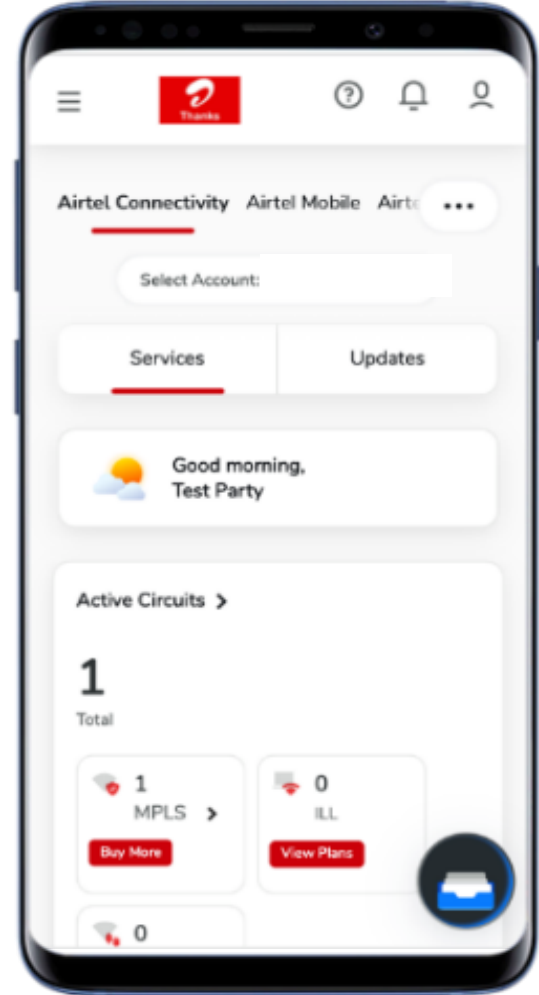 Thanks
Airtel Connectivity Airtel Mobile Airte
Select Account:
Services Updates
Good morning,
Test Party
Active Circuits
1
Total
1
MPLS
Buy More
0
ILL
View Plans
0